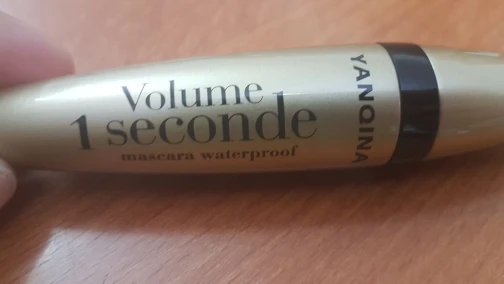 Volume
1 seconde
mascara waterproof
YANQINA